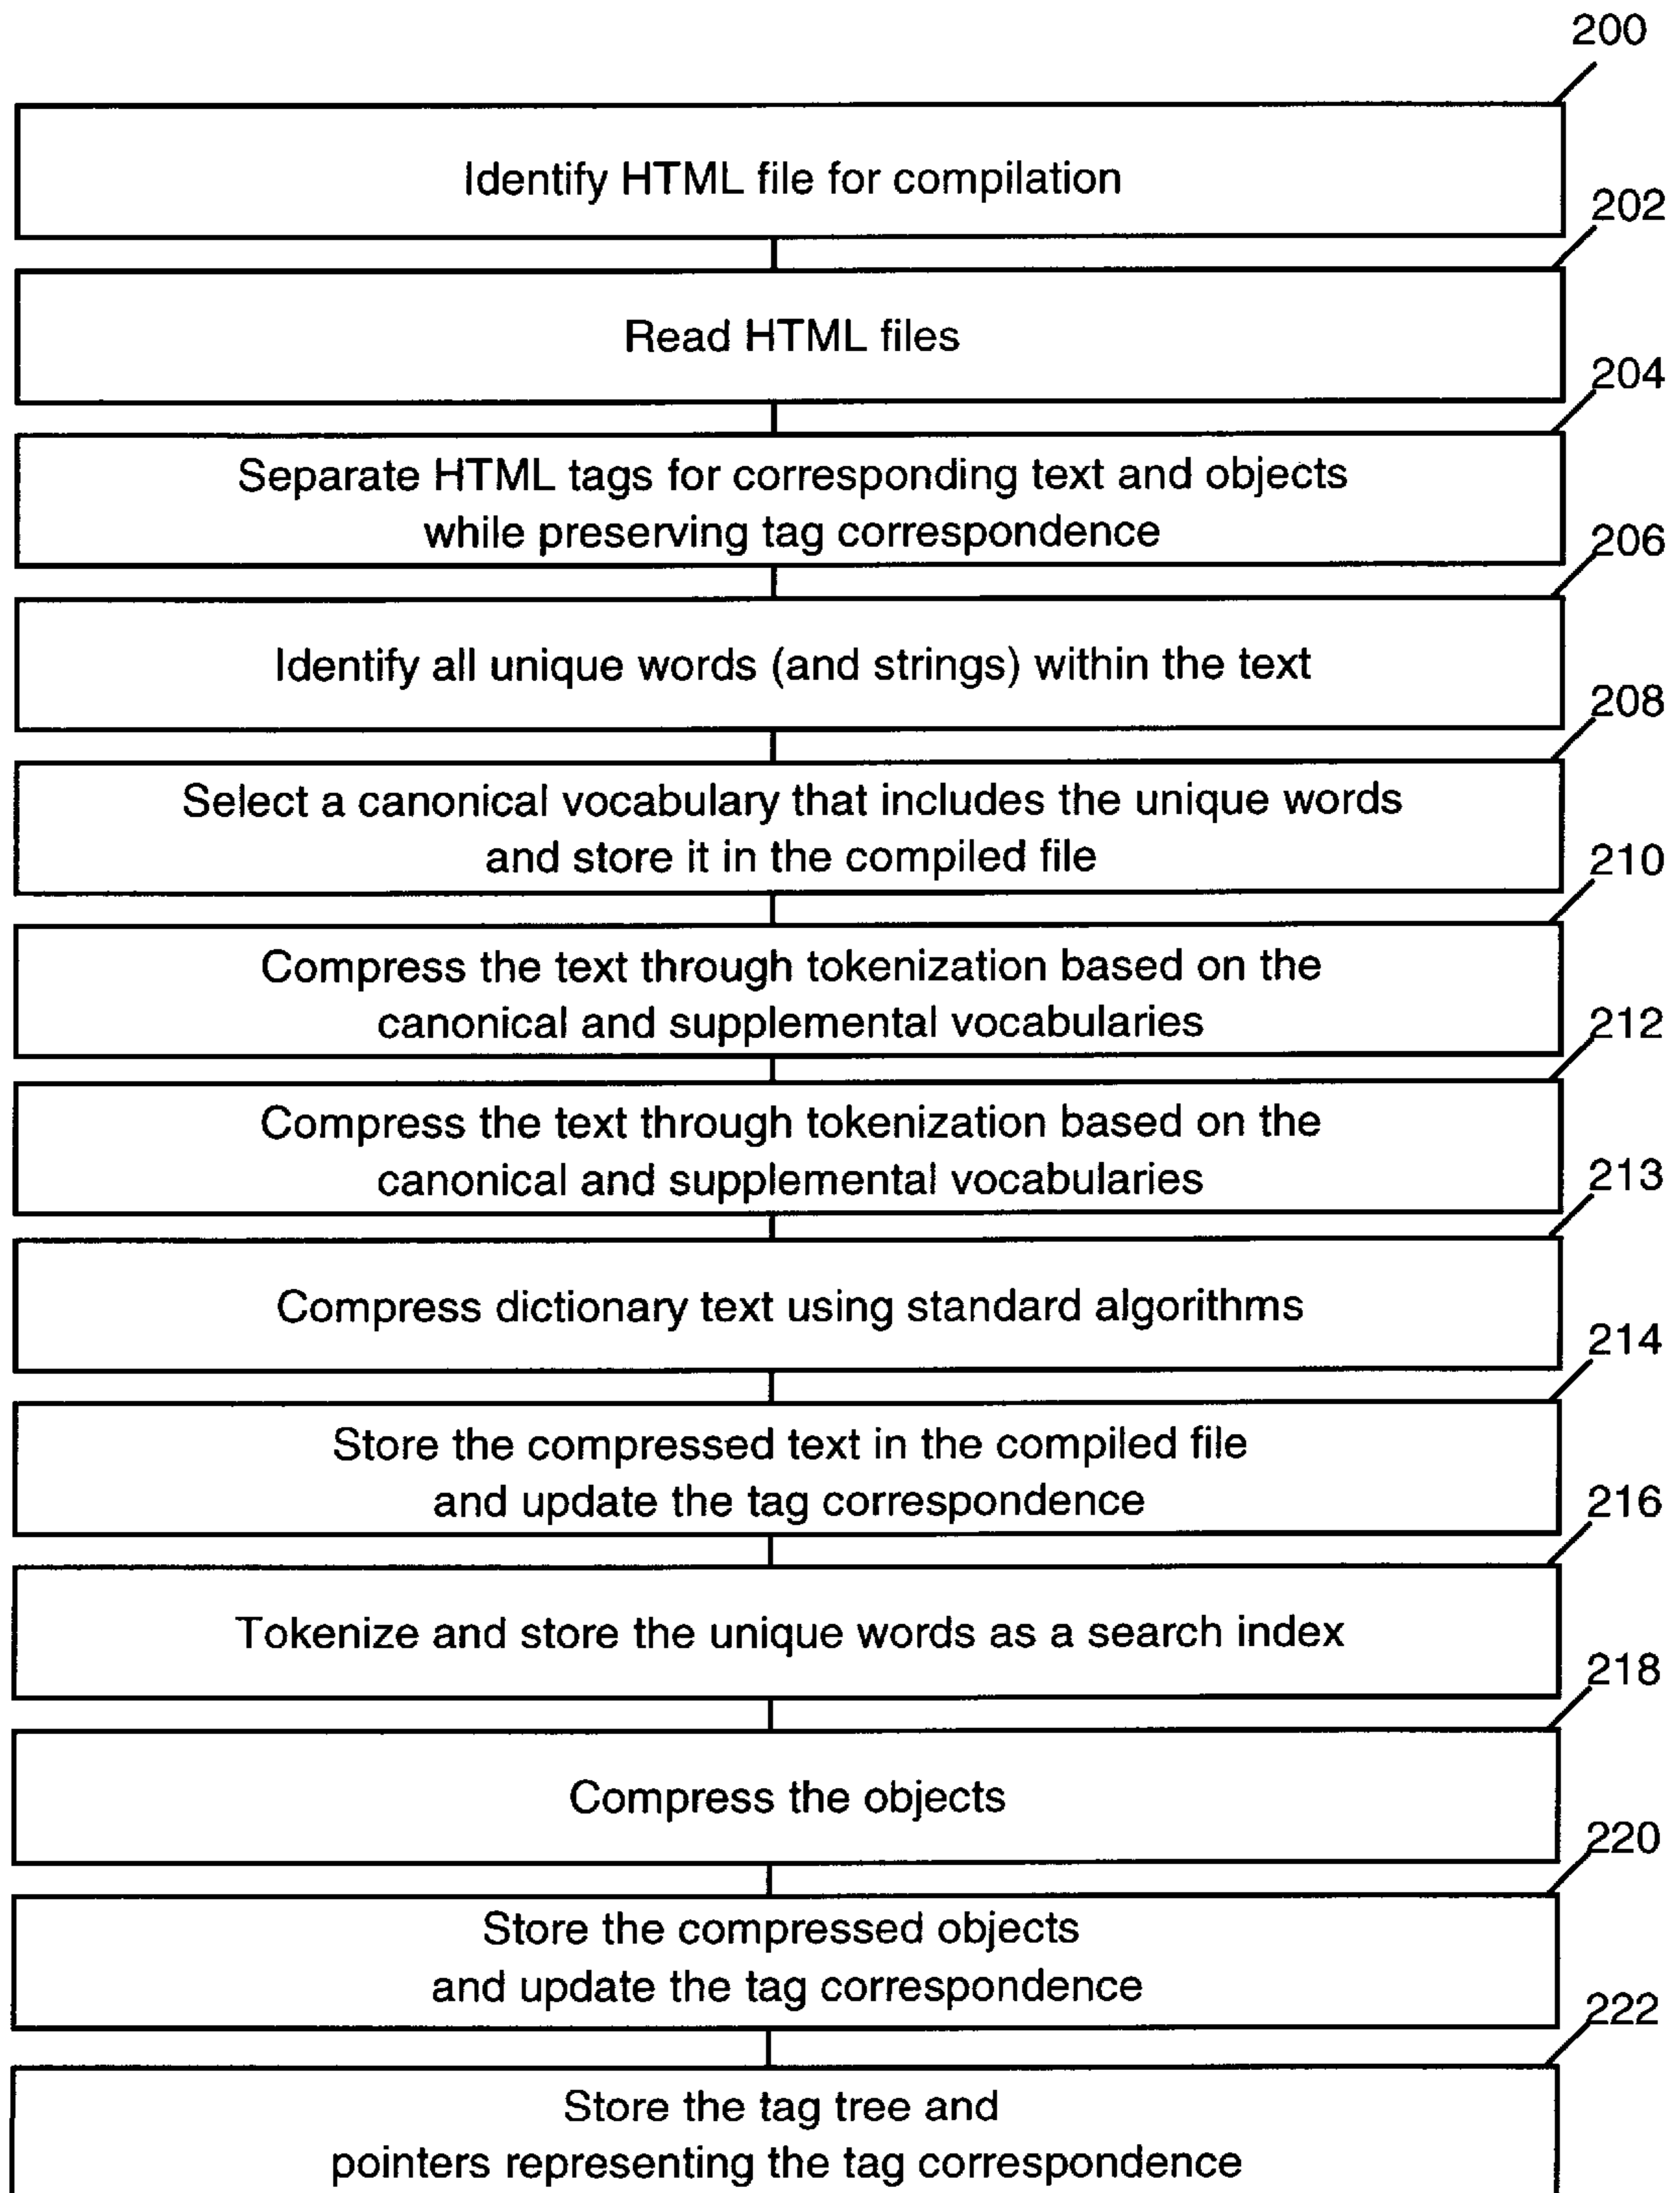 200
Identify HTML file for compilation
202
Read HTML files
204
Separate HTML tags for corresponding text and objects
while preserving tag correspondence
206
Identify all unique words (and strings) within the text
208
Select a canonical vocabulary that includes the unique words
and store it in the compiled file
210
Compress the text through tokenization based on the
canonical and supplemental vocabularies
212
Compress the text through tokenization based on the
canonical and supplemental vocabularies
213
Compress dictionary text using standard algorithms
214
Store the compressed text in the compiled file
and update the tag correspondence
216
Tokenize and store the unique words as a search index
218
Compress the objects
220
Store the compressed objects
and update the tag correspondence
222
Store the tag tree and
pointers representing the tag correspondence